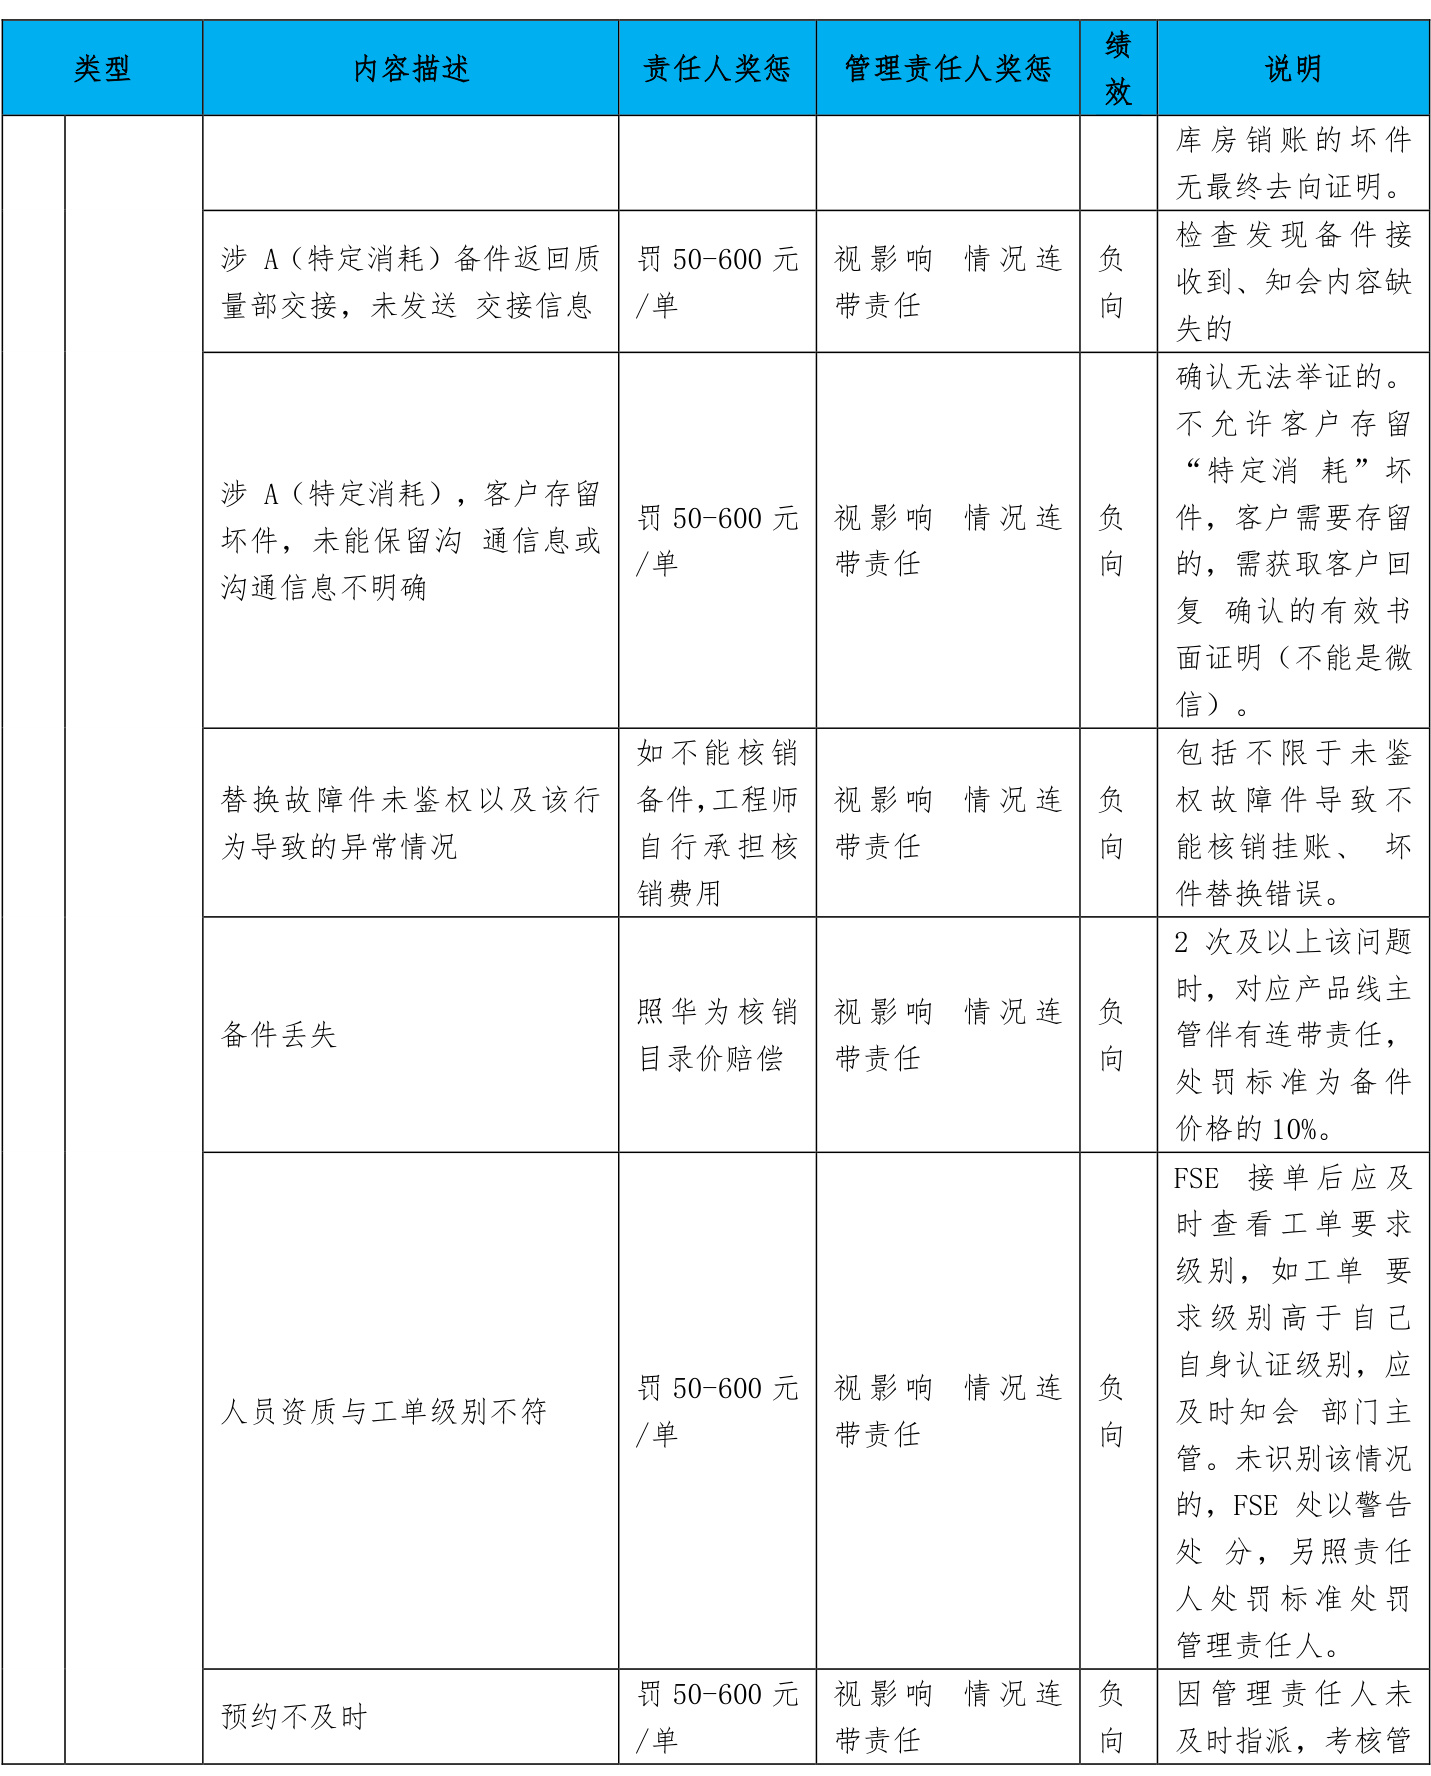 类型 内容描述 责任人奖惩 管理责任人奖惩 绩效 说明
库房销账的坏件
无最终去向证明。
涉 A（特定消耗）备件返回质
量部交接，未发送 交接信息
罚 50-600 元
/单
视影响 情况连
带责任
负
向
检查发现备件接
收到、知会内容缺
失的
涉 A（特定消耗），客户存留
坏件，未能保留沟 通信息或
沟通信息不明确
罚 50-600 元
/单
视影响 情况连
带责任
负
向
确认无法举证的。
不允许客户存留
“特定消 耗”坏
件，客户需要存留
的，需获取客户回
复 确认的有效书
面证明（不能是微
信）。
替换故障件未鉴权以及该行
为导致的异常情况
如不能核销
备件,工程师
自行承担核
销费用
视影响 情况连
带责任
负
向
包括不限于未鉴
权故障件导致不
能核销挂账、 坏
件替换错误。
备件丢失
照华为核销
目录价赔偿
视影响 情况连
带责任
负
向
2 次及以上该问题
时，对应产品线主
管伴有连带责任，
处罚标准为备件
价格的 10%。
人员资质与工单级别不符
罚 50-600 元
/单
视影响 情况连
带责任
负
向
FSE 接单后应及
时查看工单要求
级别，如工单 要
求级别高于自己
自身认证级别，应
及时知会 部门主
管。未识别该情况
的，FSE 处以警告
处 分，另照责任
人处罚标准处罚
管理责任人。
预约不及时
罚 50-600 元
/单
视影响 情况连
带责任
负
向
因管理责任人未
及时指派，考核管